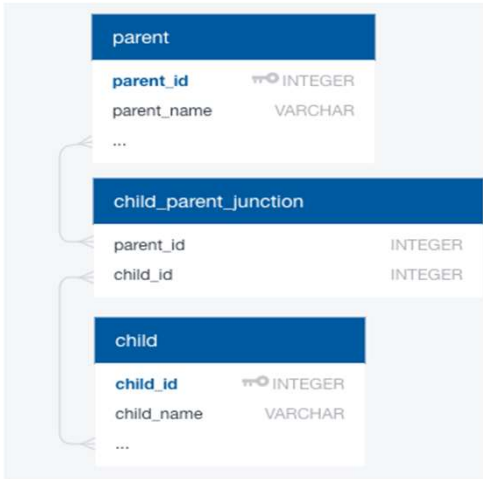 parent
parent_id INTEGER
parent_name VARCHAR
...
child_parent_junction
parent_id INTEGER
child_id INTEGER
child
child_id INTEGER
child_name VARCHAR
...